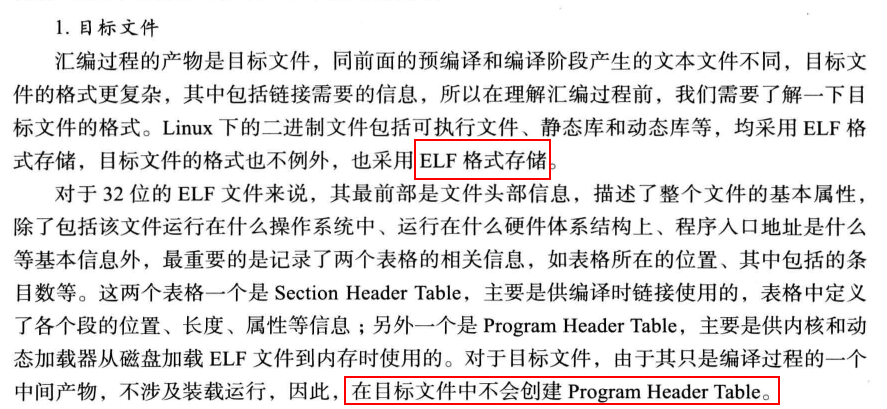 1. 目标文件
汇编过程的产物是目标文件，同前面的预编译和编译阶段产生的文本文件不同，目标文
件的格式更复杂，其中包括链接需要的信息，所以在理解汇编过程前，我们需要了解一下目
标文件的格式。Linux 下的二进制文件包括可执行文件、静态库和动态库等，均采用 ELF 格
式存储，目标文件的格式也不例外，也采用 ELF 格式存储。
对于 32 位的 ELF 文件来说，其最前部是文件头部信息，描述了整个文件的基本属性，
除了包括该文件运行在什么操作系统中、运行在什么硬件体系结构上、程序入口地址是什么
等基本信息外，最重要的是记录了两个表格的相关信息，如表格所在的位置、其中包括的条
目数等。这两个表格一个是 Section Header Table，主要是供编译时链接使用的，表格中定义
了各个段的位置、长度、属性等信息；另外一个是 Program Header Table，主要是供内核和动
态加载器从磁盘加载 ELF 文件到内存时使用的。对于目标文件，由于其只是编译过程的一个
中间产物，不涉及装载运行，因此，在目标文件中不会创建 Program Header Table。